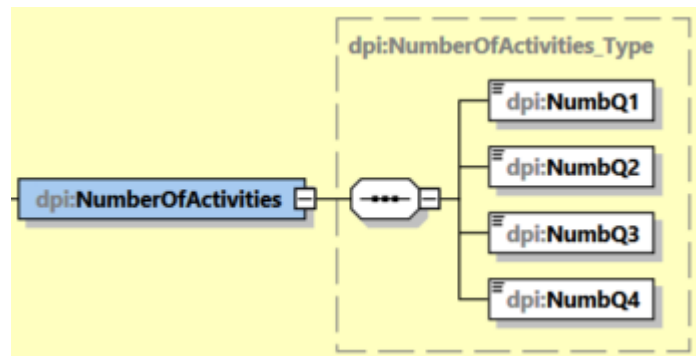 dpi:NumberOfActivities_Type
dpi:NumbQ1
dpi:NumbQ2
dpi:NumberOfActivities
dpi:NumbQ3
dpi:NumbQ4